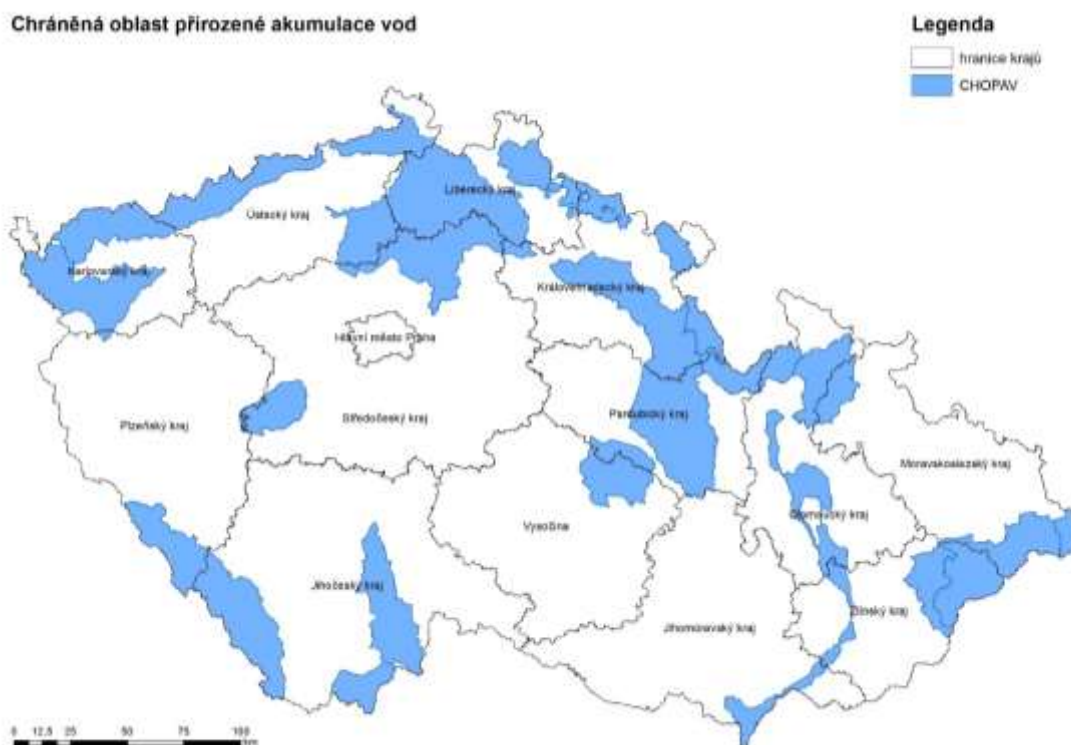 Chráněná oblast přirozené akumulace vod
Legenda
hranice krajů
CHOPAV
Liberecký kraj
Ústecký kraj
Karlovarský kraj
Královéhradecký kraj
Hlavní město Praha
Plzeňský kraj
Středočeský kraj
Pardubický kraj
Moravskoslezský kraj
Olomoucký kraj
Vysočina
Jihočeský kraj
Zlínský kraj
Jihomoravský kraj
0 12,5 25 50 75 100
km